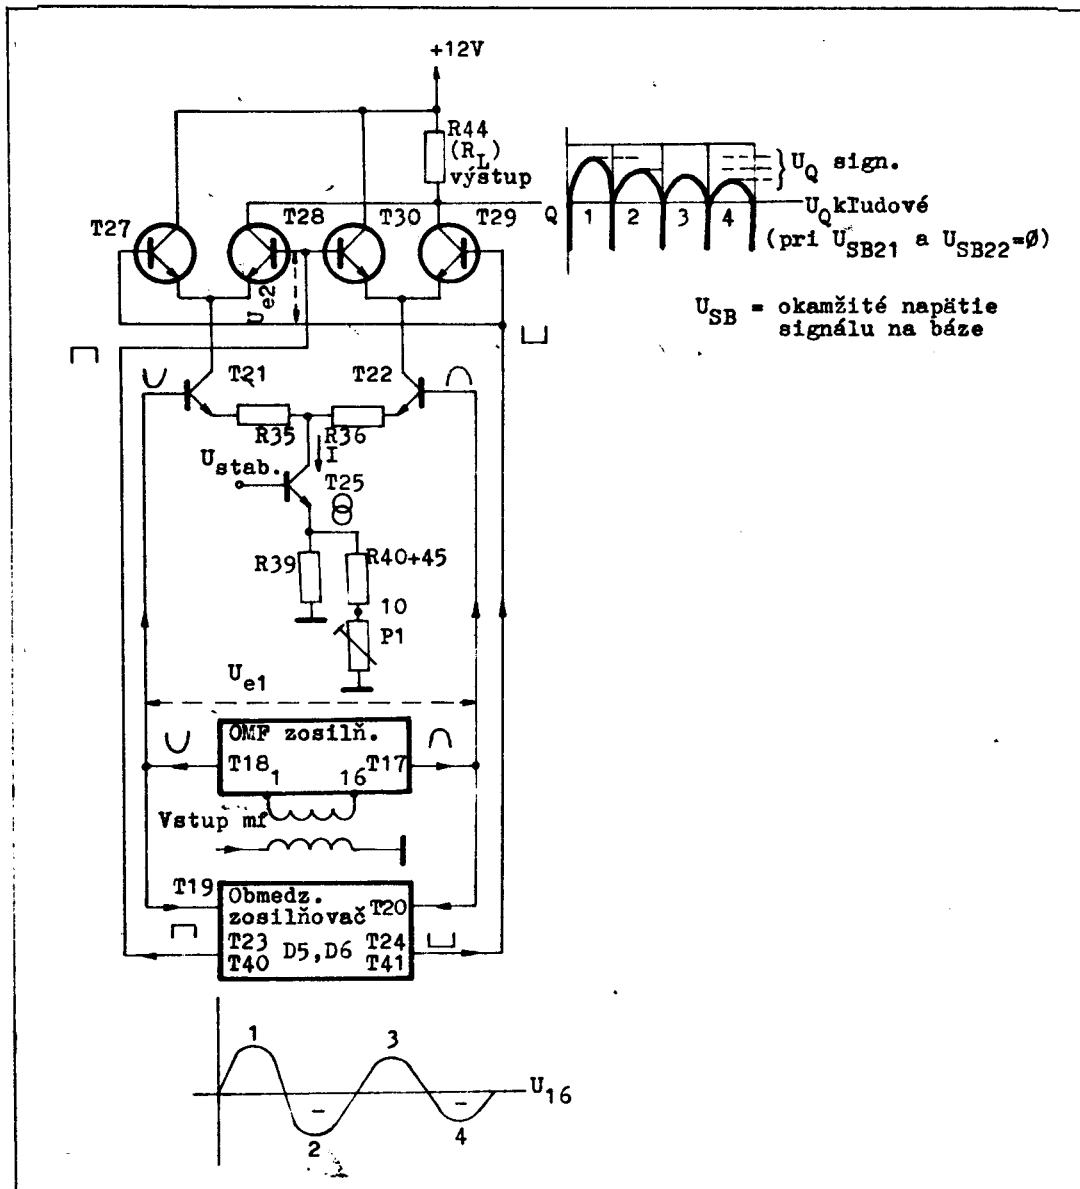 +12V
R44
(R_L)
výstup
U_Q sign.
T27
T28
T30
T29
Q
1
2
3
4
U_Q kľudové
(pri U_SB21 a U_SB22=Ø)
U_e2
U_SB = okamžité napätie
signálu na báze
T21
T22
R35
R36
I
U_stab.
T25
R39
R40+45
10
P1
U_e1
OMF zosilň.
T18
1
16
T17
Vstup mf
T19
Obmedz.
zosilňovač
T20
T23
D5,D6
T24
T40
T41
1
3
U_16
2
4